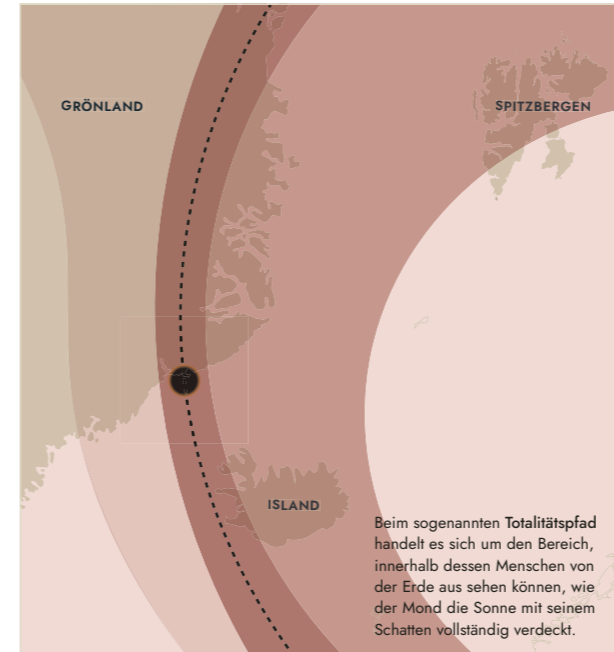 GRÖNLAND
SPITZBERGEN
ISLAND
Beim sogenannten Totalitätspfad
handelt es sich um den Bereich,
innerhalb dessen Menschen von
der Erde aus sehen können, wie
der Mond die Sonne mit seinem
Schatten vollständig verdeckt.